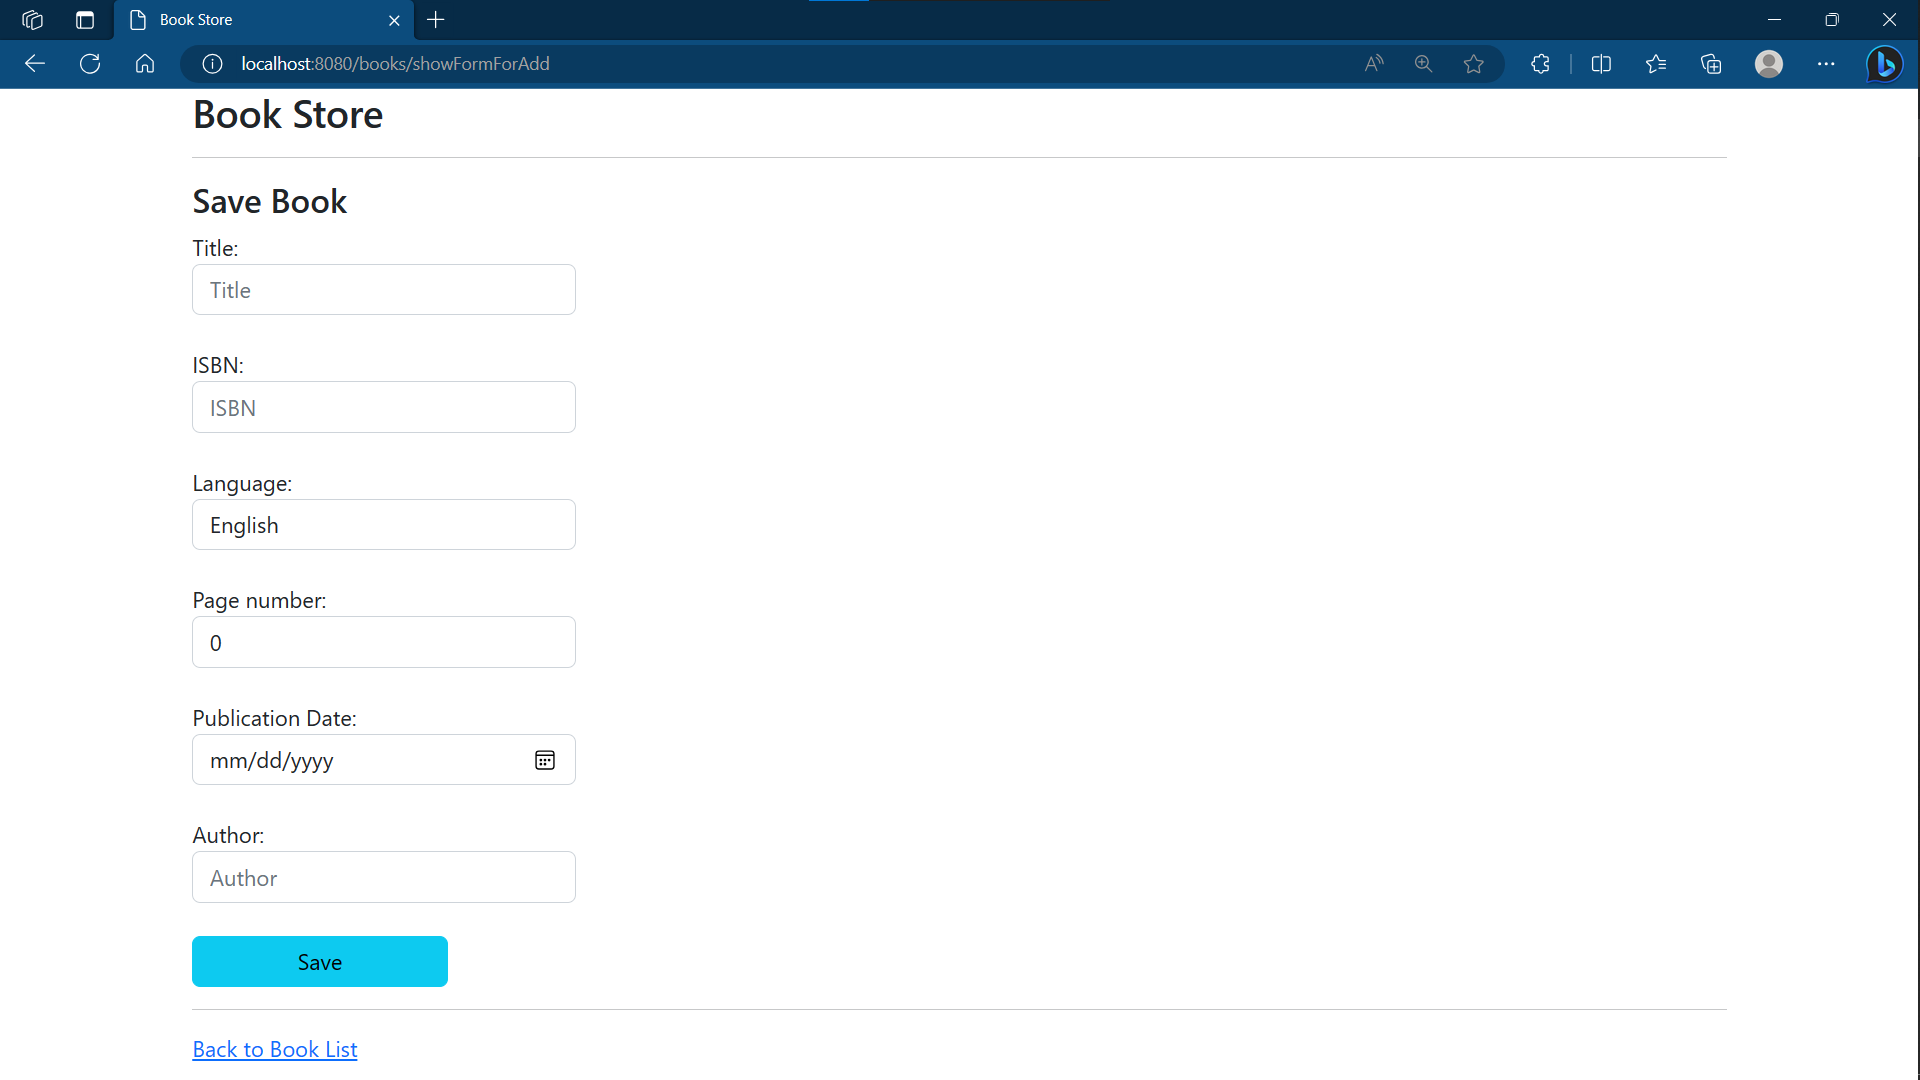 Book Store
localhost:8080/books/showFormForAdd
Book Store
Save Book
Title:
Title
ISBN:
ISBN
Language:
English
Page number:
0
Publication Date:
mm/dd/yyyy
Author:
Author
Save
Back to Book List